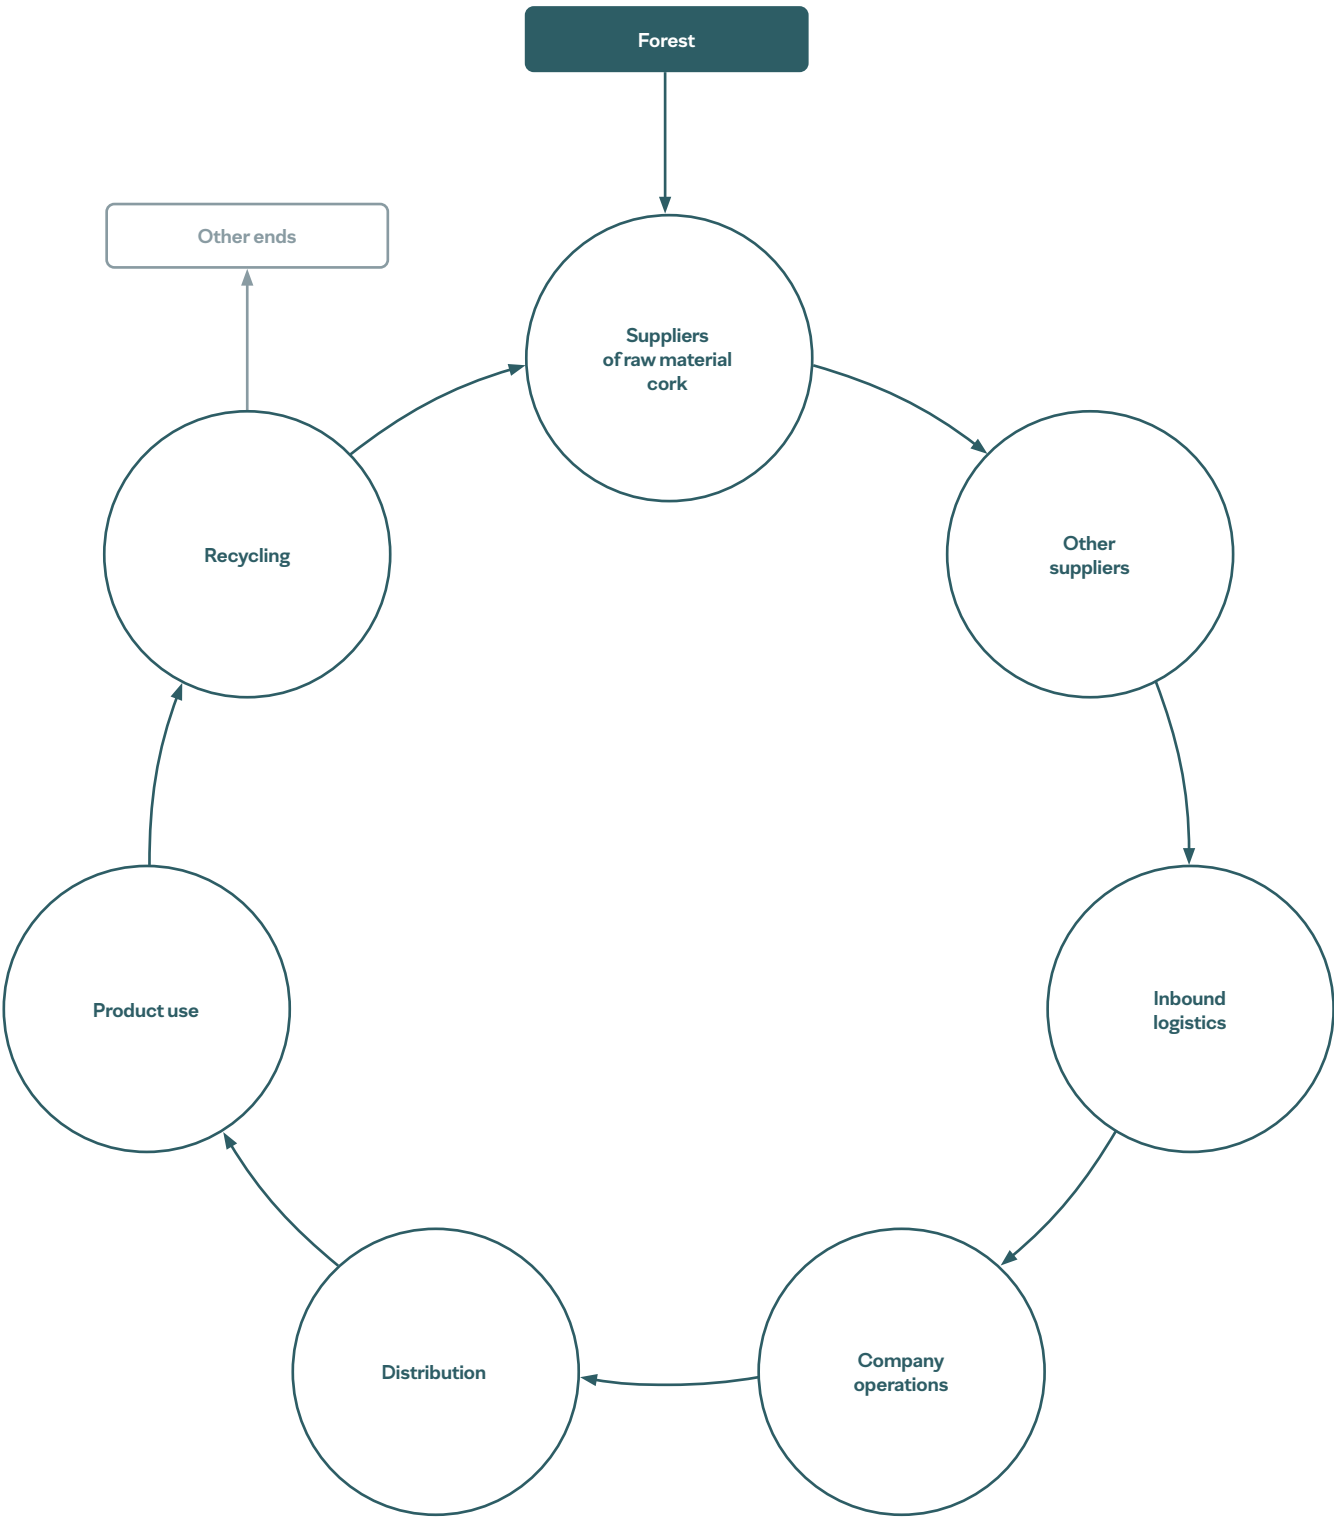 Forest
Other ends
Suppliers
of raw material
cork
Other
suppliers
Recycling
Inbound
logistics
Product use
Company
operations
Distribution